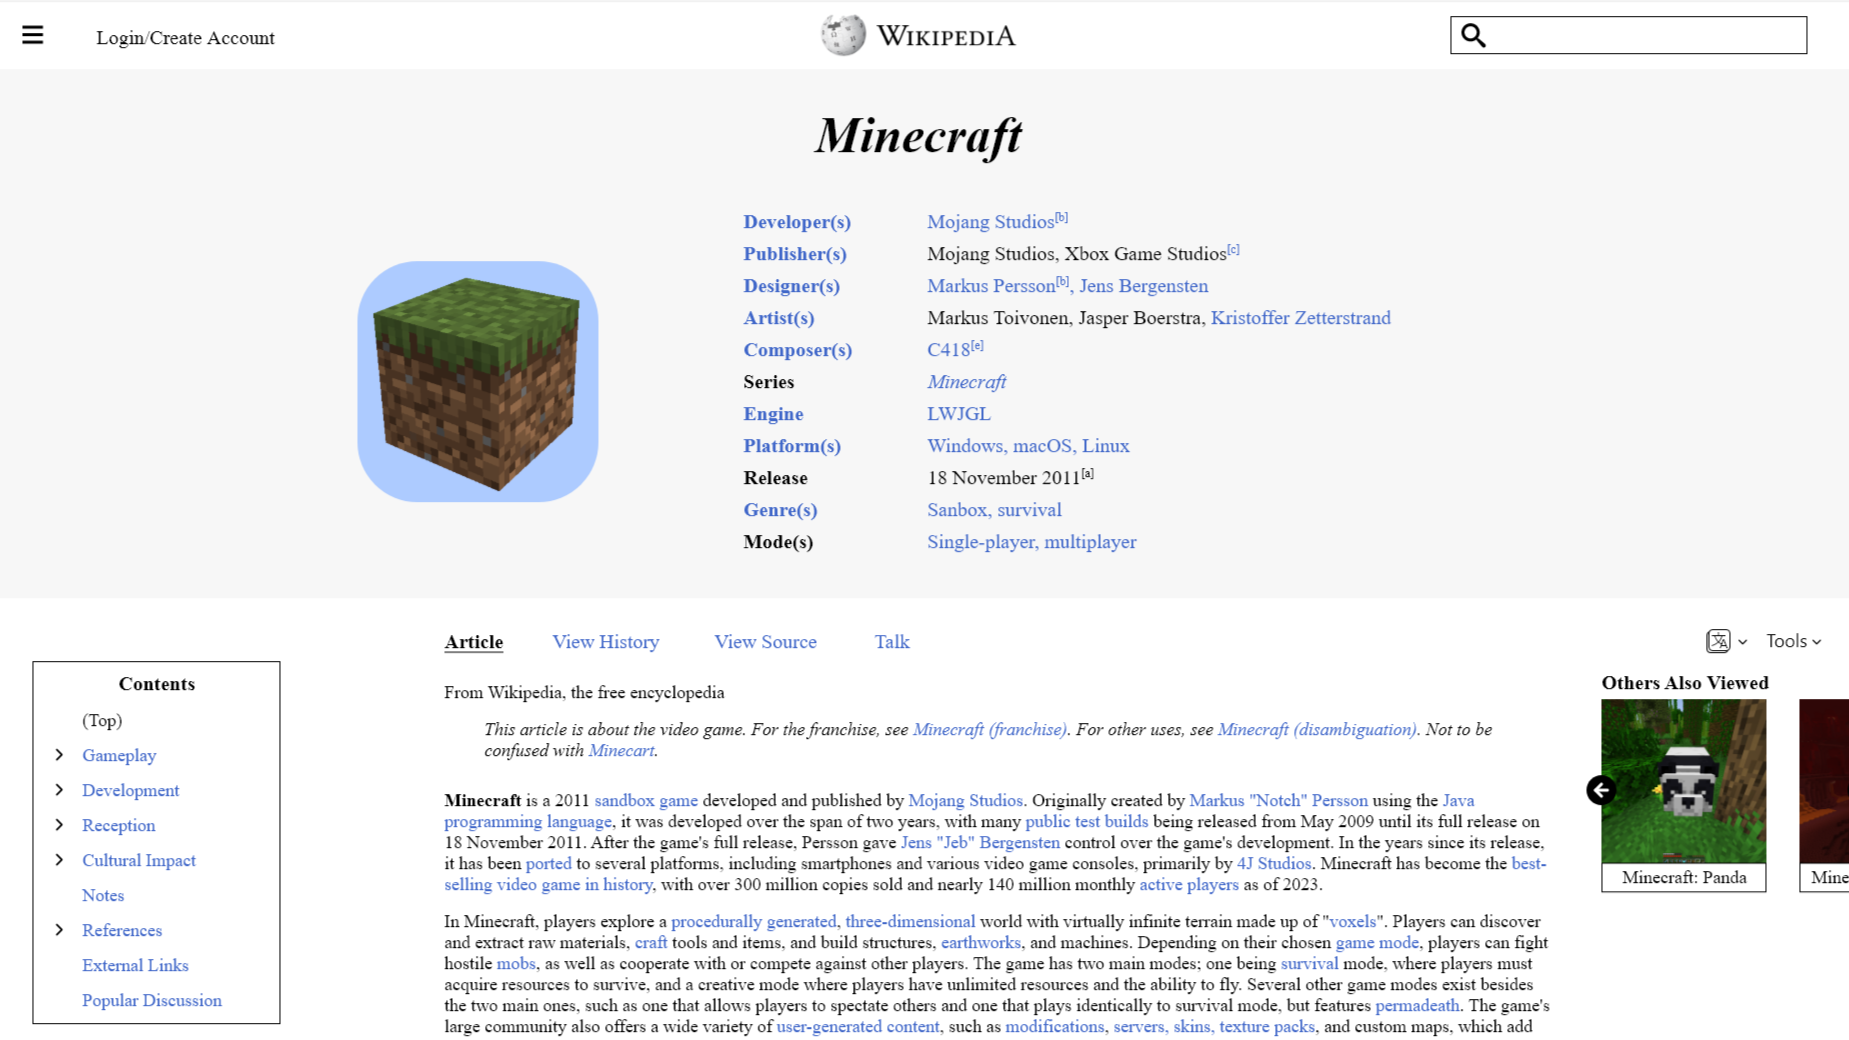 Login/Create Account
WIKIPEDIA
Minecraft
Developer(s) Mojang Studios[b]
Publisher(s) Mojang Studios, Xbox Game Studios[c]
Designer(s) Markus Persson[b], Jens Bergensten
Artist(s) Markus Toivonen, Jasper Boerstra, Kristoffer Zetterstrand
Composer(s) C418[e]
Series Minecraft
Engine LWJGL
Platform(s) Windows, macOS, Linux
Release 18 November 2011[a]
Genre(s) Sanbox, survival
Mode(s) Single-player, multiplayer
Article View History View Source Talk
Tools
Contents
(Top)
Gameplay
Development
Reception
Cultural Impact
Notes
References
External Links
Popular Discussion
From Wikipedia, the free encyclopedia
This article is about the video game. For the franchise, see Minecraft (franchise). For other uses, see Minecraft (disambiguation). Not to be
confused with Minecart.
Minecraft is a 2011 sandbox game developed and published by Mojang Studios. Originally created by Markus "Notch" Persson using the Java
programming language, it was developed over the span of two years, with many public test builds being released from May 2009 until its full release on
18 November 2011. After the game's full release, Persson gave Jens "Jeb" Bergensten control over the game's development. In the years since its release,
it has been ported to several platforms, including smartphones and various video game consoles, primarily by 4J Studios. Minecraft has become the best-
selling video game in history, with over 300 million copies sold and nearly 140 million monthly active players as of 2023.
In Minecraft, players explore a procedurally generated, three-dimensional world with virtually infinite terrain made up of "voxels". Players can discover
and extract raw materials, craft tools and items, and build structures, earthworks, and machines. Depending on their chosen game mode, players can fight
hostile mobs, as well as cooperate with or compete against other players. The game has two main modes; one being survival mode, where players must
acquire resources to survive, and a creative mode where players have unlimited resources and the ability to fly. Several other game modes exist besides
the two main ones, such as one that allows players to spectate others and one that plays identically to survival mode, but features permadeath. The game's
large community also offers a wide variety of user-generated content, such as modifications, servers, skins, texture packs, and custom maps, which add
Others Also Viewed
Minecraft: Panda
Mine